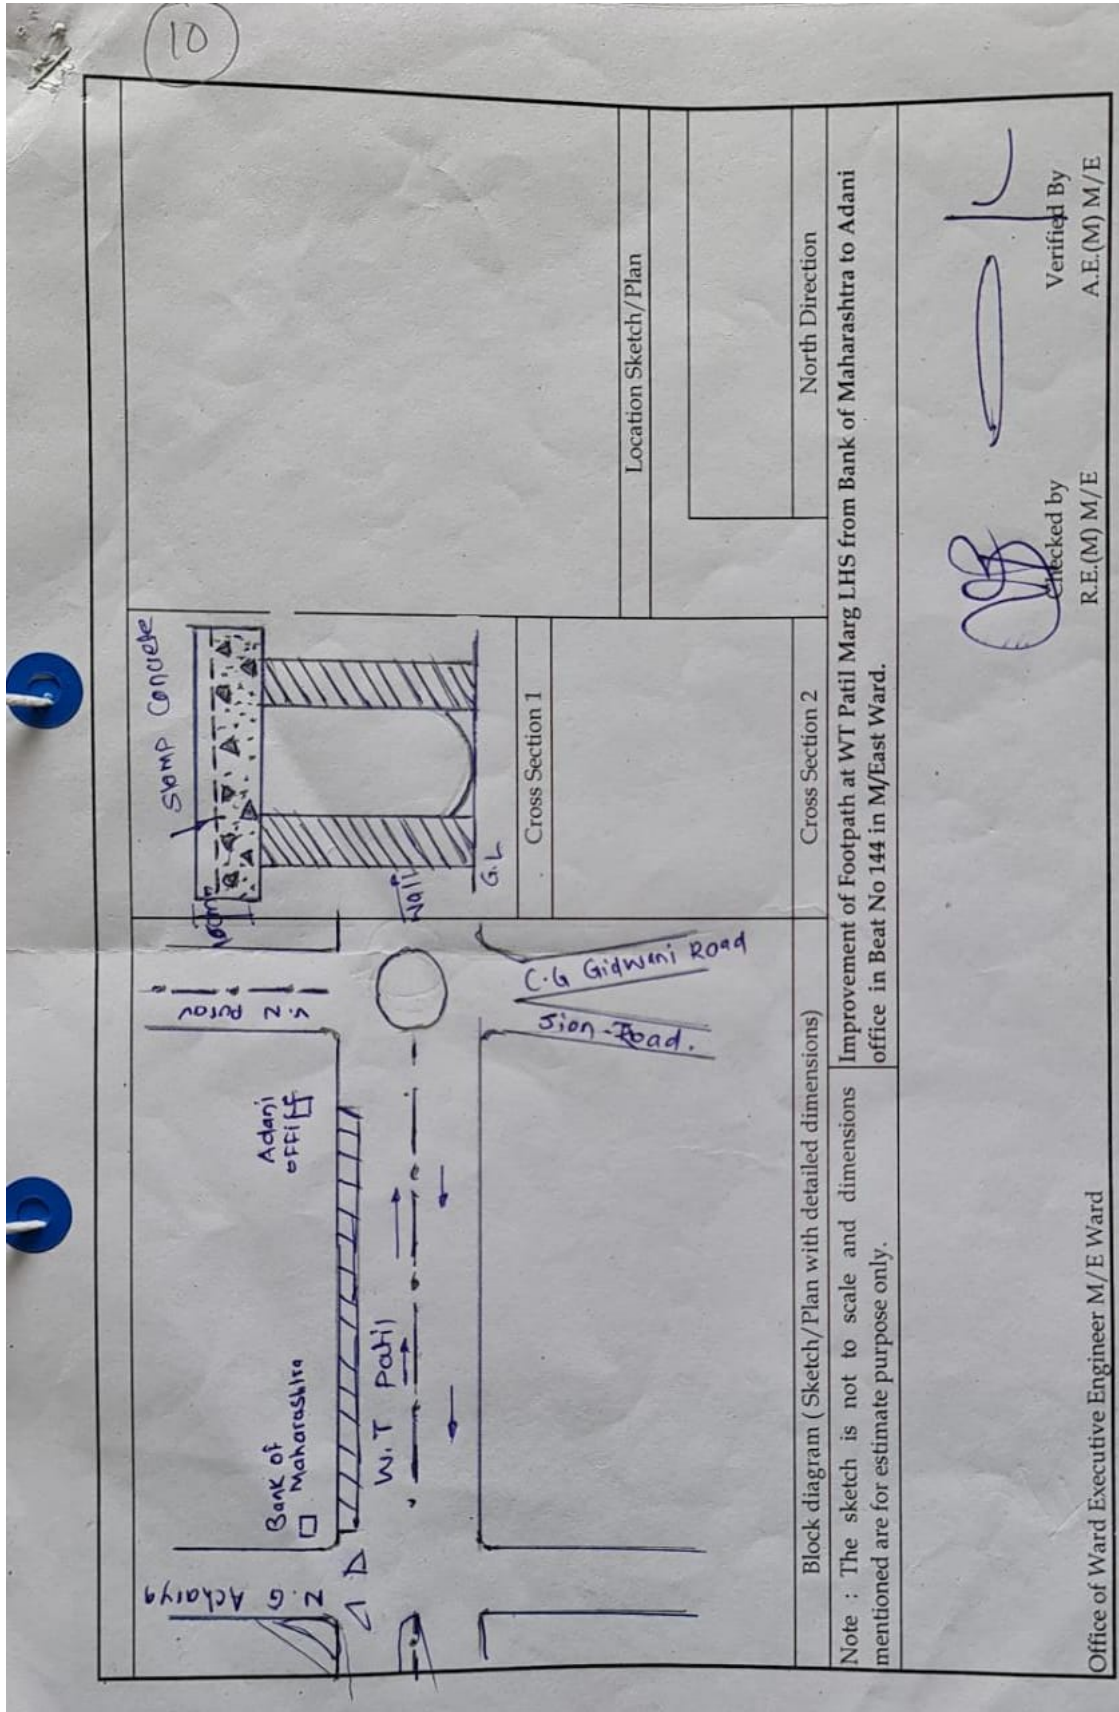 10
N.G Acharya
Bank of
Maharashtra
Adani
offi
W.T Patil
V.N Purav
C.G Gidwani Road
Sion-Road.
Stamp Concrete
Wall
G.L
Block diagram ( Sketch/Plan with detailed dimensions)
Cross Section 1
Cross Section 2
Location Sketch/Plan
North Direction
Note : The sketch is not to scale and dimensions
mentioned are for estimate purpose only.
Improvement of Footpath at WT Patil Marg LHS from Bank of Maharashtra to Adani
office in Beat No 144 in M/East Ward.
Checked by
R.E.(M) M/E
Verified By
A.E.(M) M/E
Office of Ward Executive Engineer M/E Ward